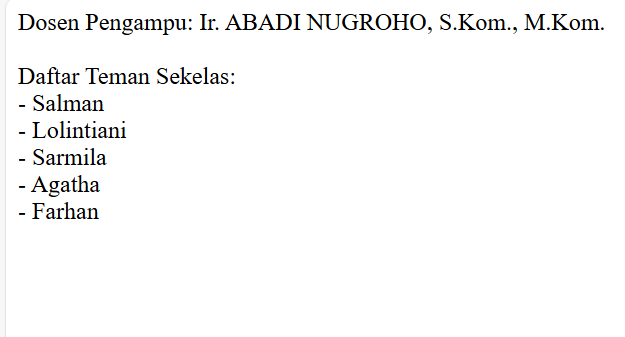 Dosen Pengampu: Ir. ABADI NUGROHO, S.Kom., M.Kom.
Daftar Teman Sekelas:
- Salman
- Lolintiani
- Sarmila
- Agatha
- Farhan